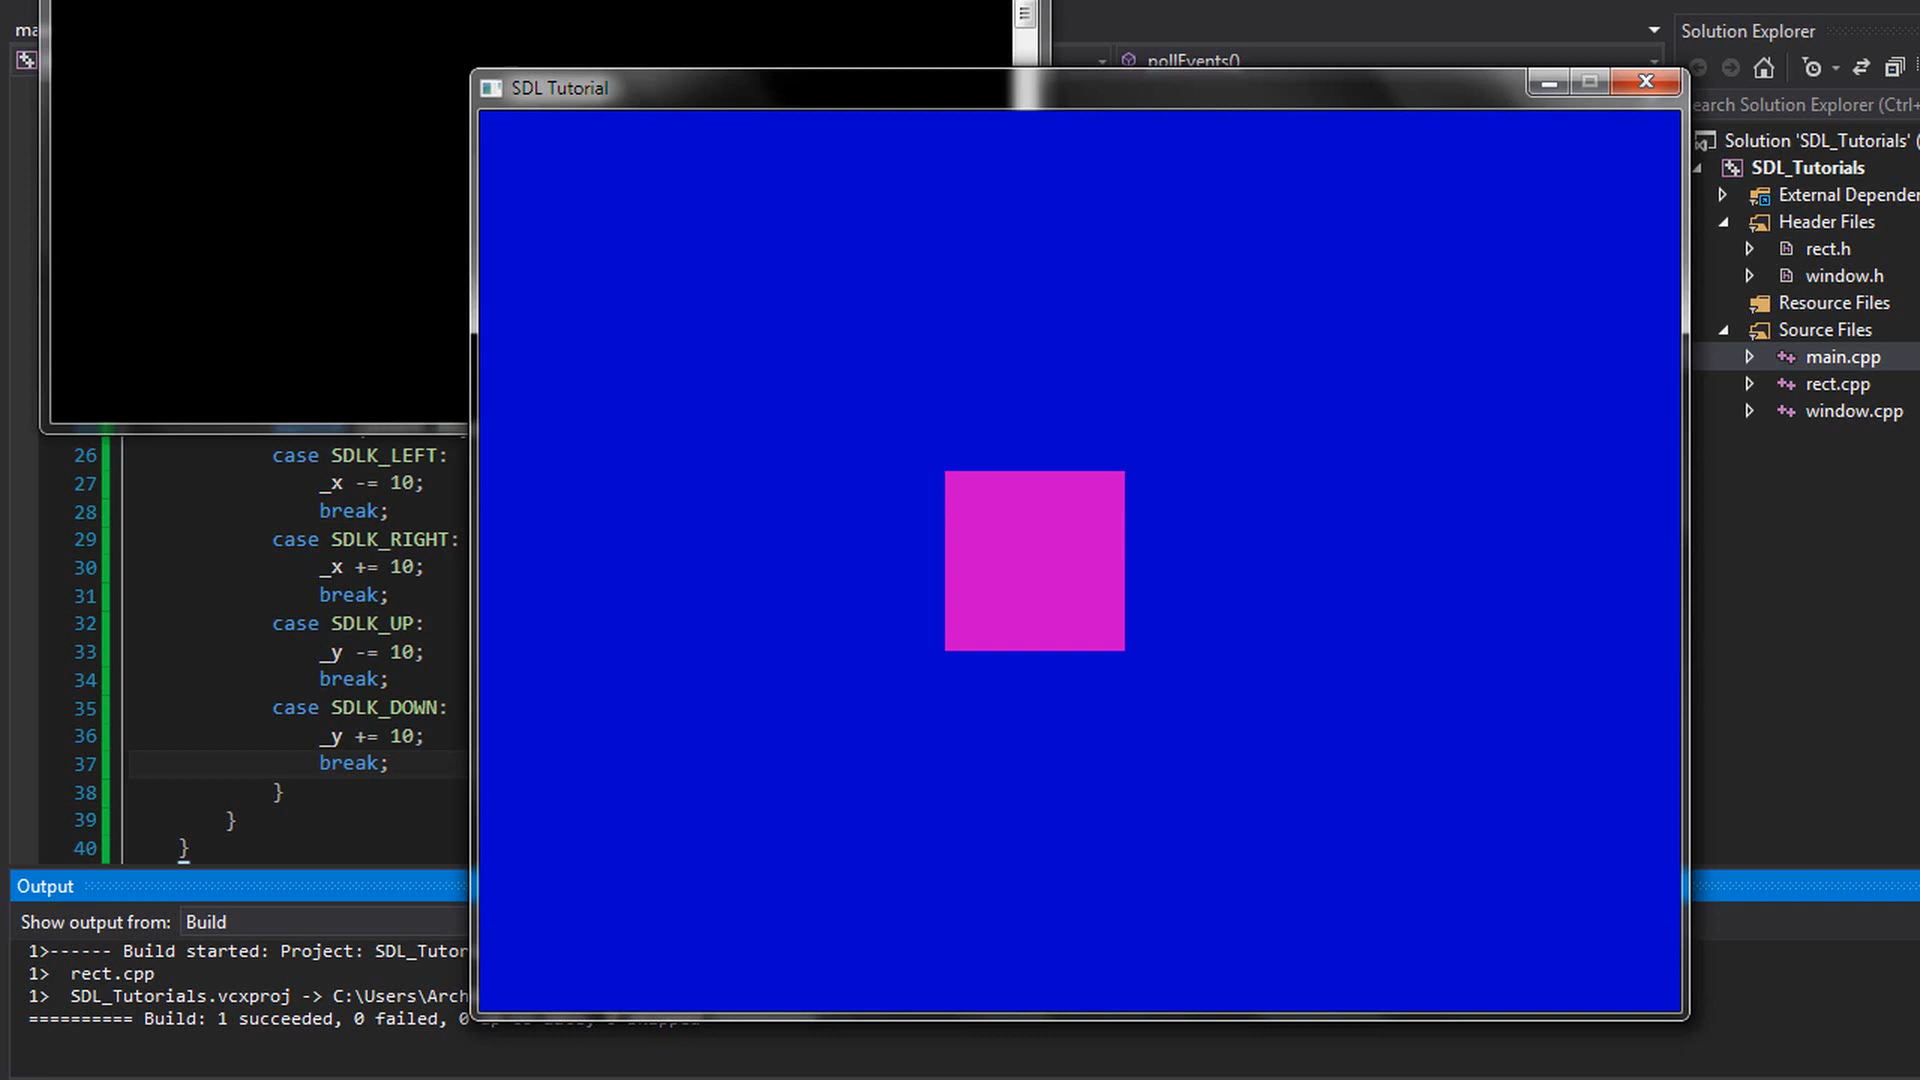 ma
pollEvents()
Solution Explorer
SDL Tutorial
earch Solution Explorer (Ctrl+
Solution 'SDL_Tutorials' (
SDL_Tutorials
External Depender
Header Files
rect.h
window.h
Resource Files
Source Files
main.cpp
rect.cpp
window.cpp
26 case SDLK_LEFT:
27 _x -= 10;
28 break;
29 case SDLK_RIGHT:
30 _x += 10;
31 break;
32 case SDLK_UP:
33 _y -= 10;
34 break;
35 case SDLK_DOWN:
36 _y += 10;
37 break;
38 }
39 }
40 }
Output
Show output from: Build
1>------ Build started: Project: SDL_Tutor
1> rect.cpp
1> SDL_Tutorials.vcxproj -> C:\Users\Arch
========== Build: 1 succeeded, 0 failed, 0